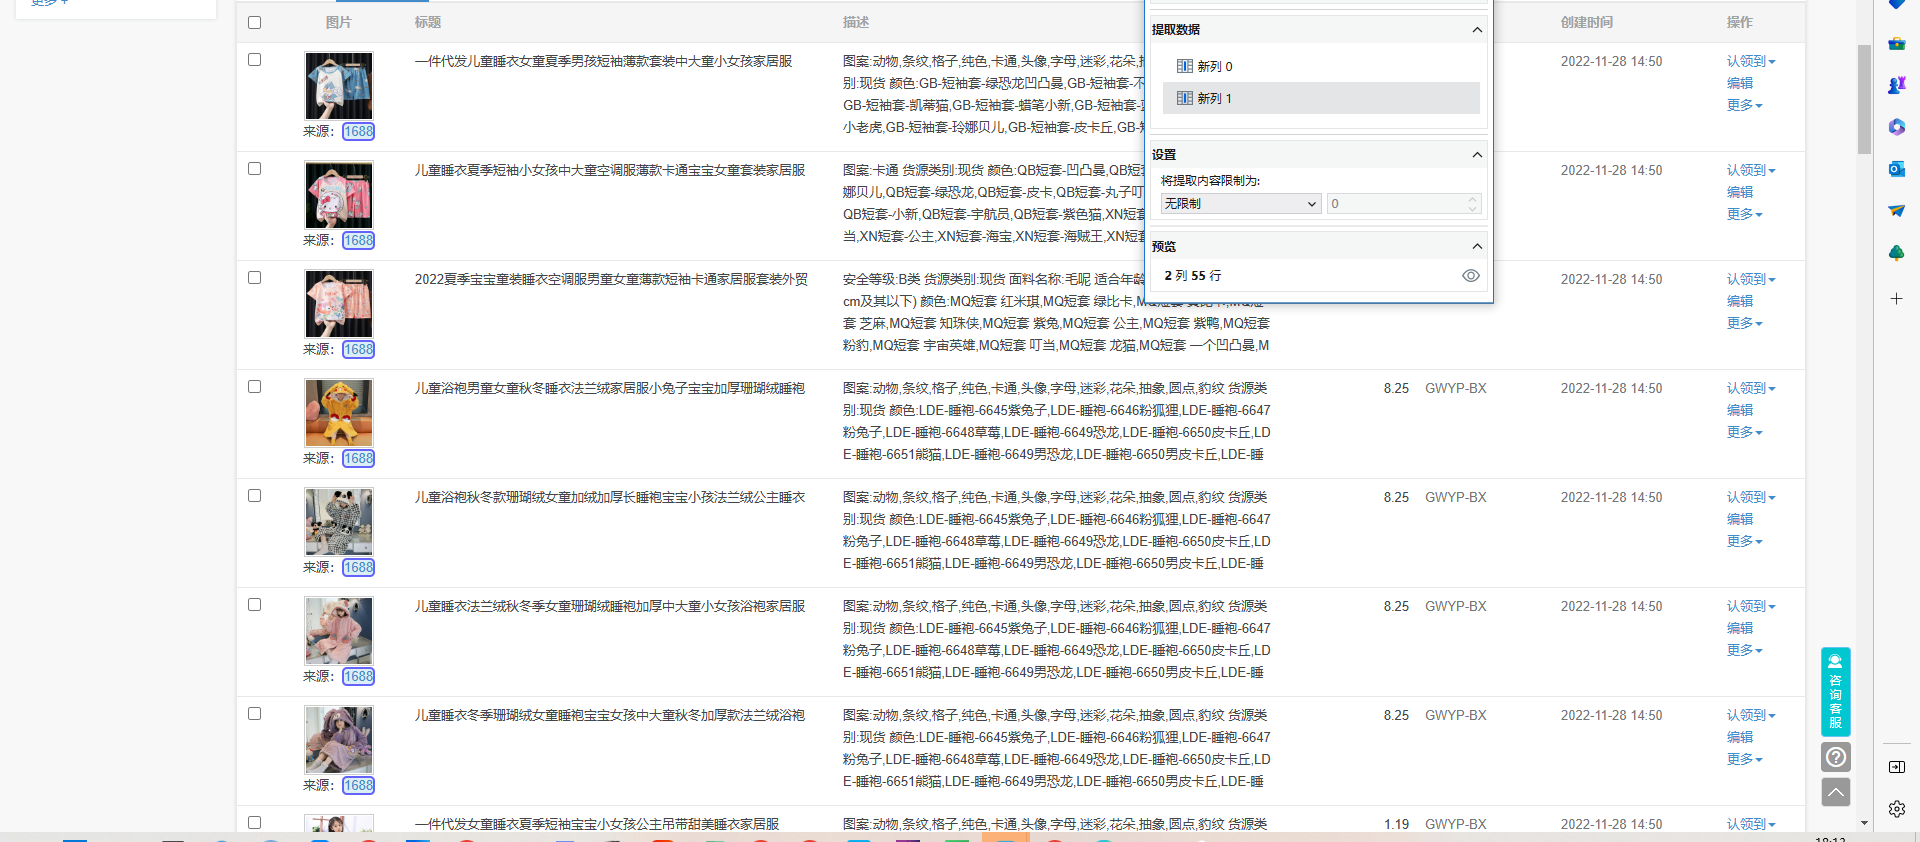 更多 +
图片 标题 描述 创建时间 操作
提取数据
新列 0
新列 1
设置
将提取内容限制为:
无限制 0
预览
2 列 55 行
一件代发儿童睡衣女童夏季男孩短袖薄款套装中大童小女孩家居服
图案:动物,条纹,格子,纯色,卡通,头像,字母,迷彩,花朵,
别:现货 颜色:GB-短袖套-绿恐龙凹凸曼,GB-短袖套-不
GB-短袖套-凯蒂猫,GB-短袖套-蜡笔小新,GB-短袖套-
小老虎,GB-短袖套-玲娜贝儿,GB-短袖套-皮卡丘,GB-
来源: 1688
2022-11-28 14:50
认领到
编辑
更多
儿童睡衣夏季短袖小女孩中大童空调服薄款卡通宝宝女童套装家居服
图案:卡通 货源类别:现货 颜色:QB短套-凹凸曼,QB短
娜贝儿,QB短套-绿恐龙,QB短套-皮卡,QB短套-丸子叮
QB短套-小新,QB短套-宇航员,QB短套-紫色猫,XN短套
当,XN短套-公主,XN短套-海宝,XN短套-海贼王,XN短套
来源: 1688
2022-11-28 14:50
认领到
编辑
更多
2022夏季宝宝童装睡衣空调服男童女童薄款短袖卡通家居服套装外贸
安全等级:B类 货源类别:现货 面料名称:毛呢 适合年龄
cm及其以下) 颜色:MQ短套 红米琪,MQ短套 绿比卡,
套 芝麻,MQ短套 知珠侠,MQ短套 紫兔,MQ短套 公主,MQ短套 紫鸭,MQ短套
粉豹,MQ短套 宇宙英雄,MQ短套 叮当,MQ短套 龙猫,MQ短套 一个凹凸曼,M
来源: 1688
2022-11-28 14:50
认领到
编辑
更多
儿童浴袍男童女童秋冬睡衣法兰绒家居服小兔子宝宝加厚珊瑚绒睡袍
图案:动物,条纹,格子,纯色,卡通,头像,字母,迷彩,花朵,抽象,圆点,豹纹 货源类
别:现货 颜色:LDE-睡袍-6645紫兔子,LDE-睡袍-6646粉狐狸,LDE-睡袍-6647
粉兔子,LDE-睡袍-6648草莓,LDE-睡袍-6649恐龙,LDE-睡袍-6650皮卡丘,LD
E-睡袍-6651熊猫,LDE-睡袍-6649男恐龙,LDE-睡袍-6650男皮卡丘,LDE-睡
来源: 1688
8.25 GWYP-BX 2022-11-28 14:50
认领到
编辑
更多
儿童浴袍秋冬款珊瑚绒女童加绒加厚长睡袍宝宝小孩法兰绒公主睡衣
图案:动物,条纹,格子,纯色,卡通,头像,字母,迷彩,花朵,抽象,圆点,豹纹 货源类
别:现货 颜色:LDE-睡袍-6645紫兔子,LDE-睡袍-6646粉狐狸,LDE-睡袍-6647
粉兔子,LDE-睡袍-6648草莓,LDE-睡袍-6649恐龙,LDE-睡袍-6650皮卡丘,LD
E-睡袍-6651熊猫,LDE-睡袍-6649男恐龙,LDE-睡袍-6650男皮卡丘,LDE-睡
来源: 1688
8.25 GWYP-BX 2022-11-28 14:50
认领到
编辑
更多
儿童睡衣法兰绒秋冬季女童珊瑚绒睡袍加厚中大童小女孩浴袍家居服
图案:动物,条纹,格子,纯色,卡通,头像,字母,迷彩,花朵,抽象,圆点,豹纹 货源类
别:现货 颜色:LDE-睡袍-6645紫兔子,LDE-睡袍-6646粉狐狸,LDE-睡袍-6647
粉兔子,LDE-睡袍-6648草莓,LDE-睡袍-6649恐龙,LDE-睡袍-6650皮卡丘,LD
E-睡袍-6651熊猫,LDE-睡袍-6649男恐龙,LDE-睡袍-6650男皮卡丘,LDE-睡
来源: 1688
8.25 GWYP-BX 2022-11-28 14:50
认领到
编辑
更多
儿童睡衣冬季珊瑚绒女童睡袍宝宝女孩中大童秋冬加厚款法兰绒浴袍
图案:动物,条纹,格子,纯色,卡通,头像,字母,迷彩,花朵,抽象,圆点,豹纹 货源类
别:现货 颜色:LDE-睡袍-6645紫兔子,LDE-睡袍-6646粉狐狸,LDE-睡袍-6647
粉兔子,LDE-睡袍-6648草莓,LDE-睡袍-6649恐龙,LDE-睡袍-6650皮卡丘,LD
E-睡袍-6651熊猫,LDE-睡袍-6649男恐龙,LDE-睡袍-6650男皮卡丘,LDE-睡
来源: 1688
8.25 GWYP-BX 2022-11-28 14:50
认领到
编辑
更多
一件代发女童睡衣夏季短袖宝宝小女孩公主吊带甜美睡衣家居服
图案:动物,条纹,格子,纯色,卡通,头像,字母,迷彩,花朵,抽象,圆点,豹纹 货源类
1.19 GWYP-BX 2022-11-28 14:50
认领到
咨询客服